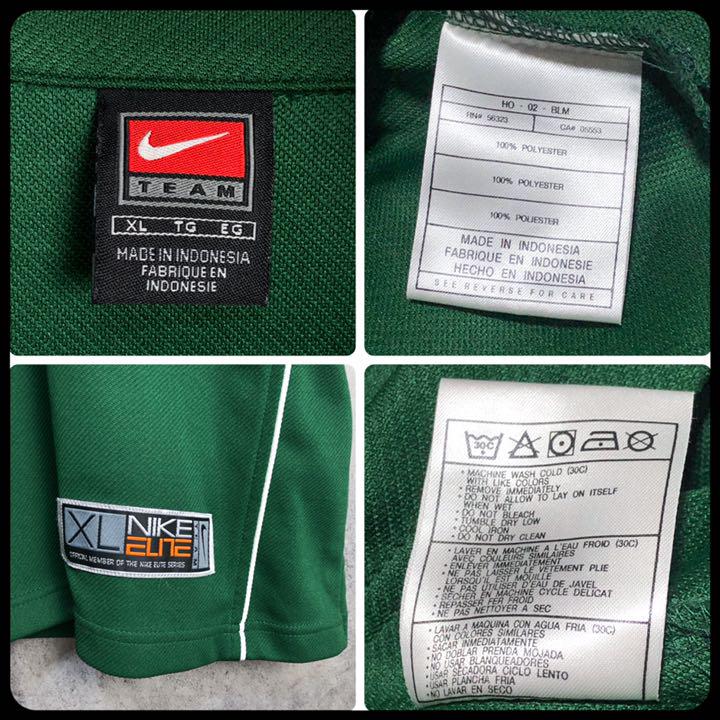 TEAM
XL TG EG
MADE IN INDONESIA
FABRIQUE EN
INDONESIE
HO - 02 - BLM
RN# 56323 CA# 05553
100% POLYESTER
100% POLYESTER
100% POLIESTER
MADE IN INDONESIA
FABRIQUE EN INDONESIE
HECHO EN INDONESIA
SEE REVERSE FOR CARE
XL NIKE
ELITE
OFFICIAL MEMBER OF THE NIKE ELITE SERIES
30C
• MACHINE WASH COLD (30C)
WITH LIKE COLORS
• REMOVE IMMEDIATELY
• DO NOT ALLOW TO LAY ON ITSELF
WHEN WET
• DO NOT BLEACH
• TUMBLE DRY LOW
• COOL IRON
• DO NOT DRY CLEAN
• LAVER EN MACHINE A L'EAU FROID (30C)
AVEC COULEURS SIMILAIRES
• ENLEVER IMMEDIATEMENT
• NE PAS LAISSER LE VETEMENT PLIE
LORSQU'IL EST MOUILLE
• NE PAS UTILISER D'EAU DE JAVEL
• SECHER EN MACHINE CYCLE DELICAT
• REPASSER FER FROID
• NE PAS NETTOYER A SEC
• LAVAR A MAQUINA CON AGUA FRIA (30C)
CON COLORES SIMILARES
• SACAR INMEDIATAMENTE
• NO DOBLAR PRENDA MOJADA
• NO USAR BLANQUEADORES
• USAR SECADORA CICLO LENTO
• USAR PLANCHA FRIA
• NO LAVAR EN SECO